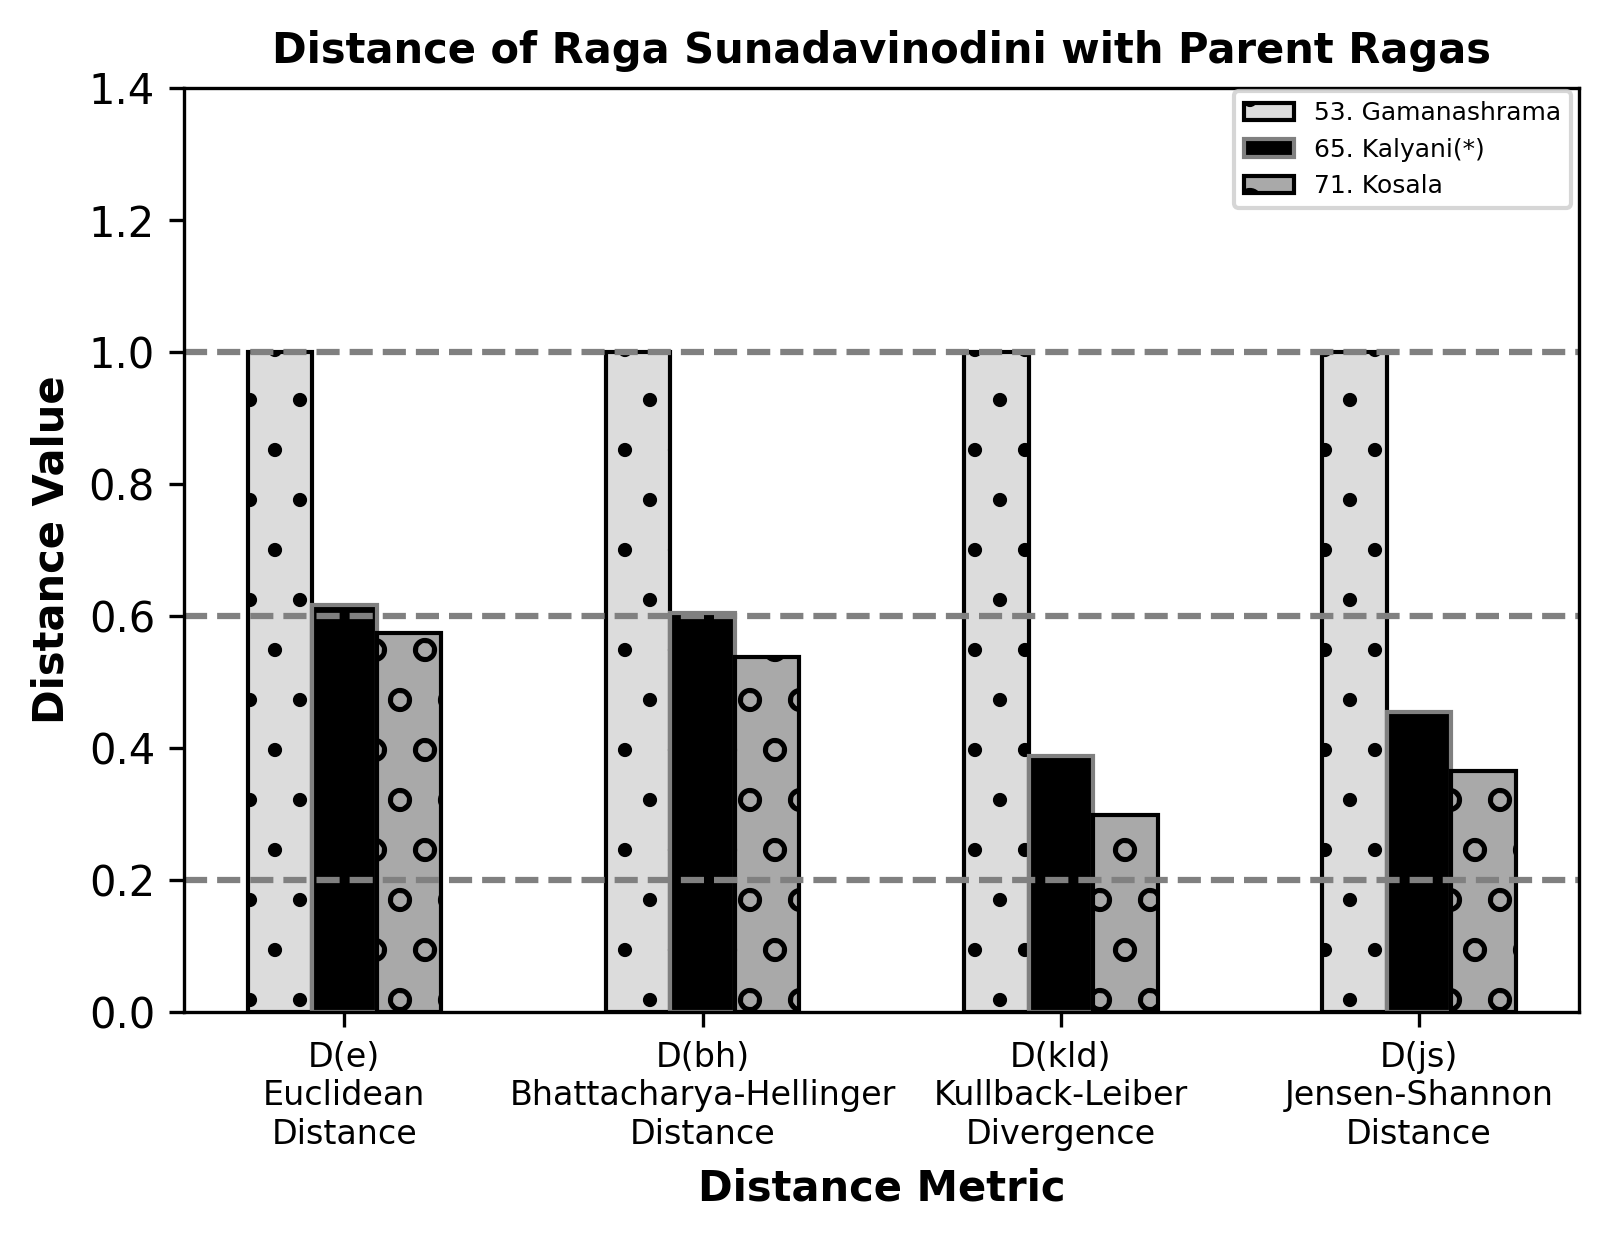 Distance of Raga Sunadavinodini with Parent Ragas
53. Gamanashrama
65. Kalyani(*)
71. Kosala
Distance Value
1.4
1.2
1.0
0.8
0.6
0.4
0.2
0.0
D(e)
Euclidean
Distance
D(bh)
Bhattacharya-Hellinger
Distance
D(kld)
Kullback-Leiber
Divergence
D(js)
Jensen-Shannon
Distance
Distance Metric